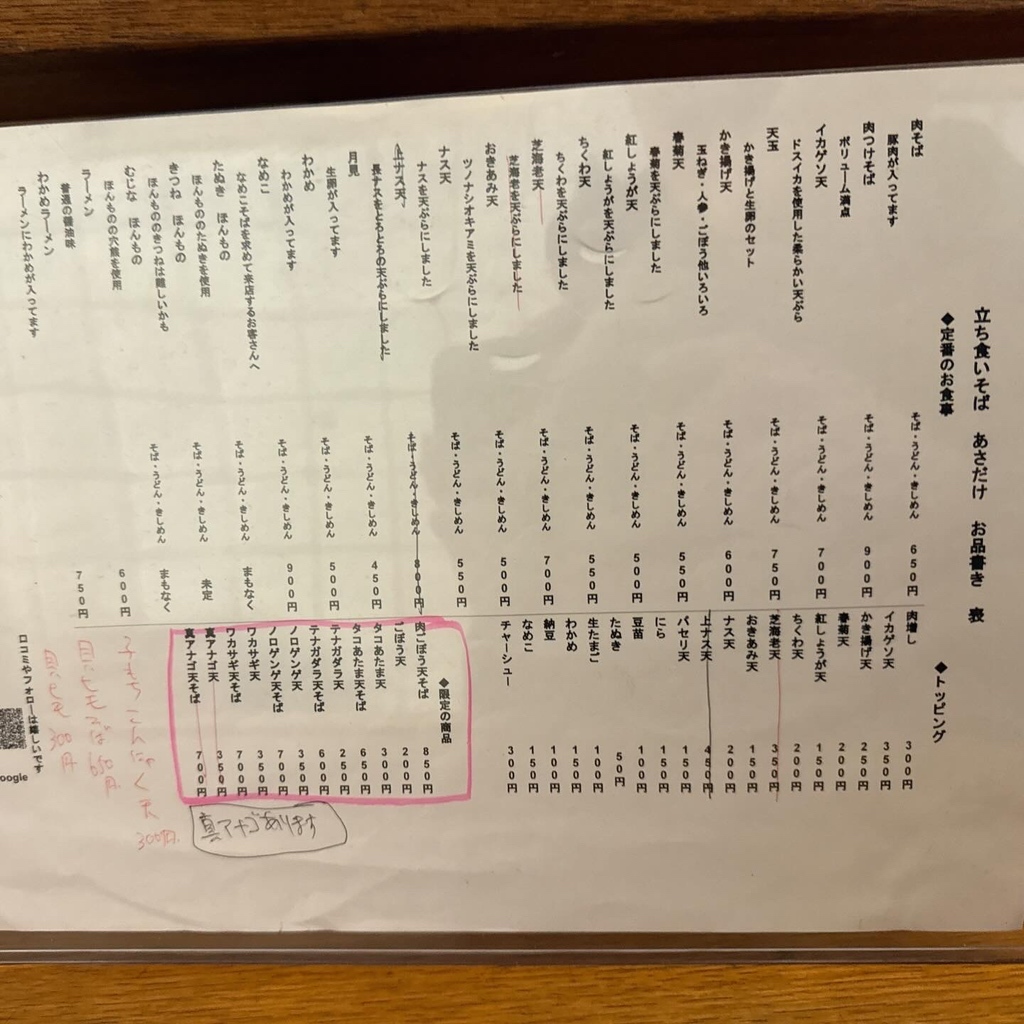 立ち食いそば　あさだけ　お品書き　表
◆定番のお食事
肉そば　そば・うどん・きしめん　650円
豚肉が入ってます
肉つけそば　そば・うどん・きしめん　900円
ボリューム満点
イカゲソ天　そば・うどん・きしめん　700円
ドスイカを使用した柔らかい天ぷら
天玉　そば・うどん・きしめん　750円
かき揚げと生卵のセット
かき揚げ天　そば・うどん・きしめん　600円
玉ねぎ・人参・ごぼう他いろいろ
春菊天　そば・うどん・きしめん　550円
春菊を天ぷらにしました
紅しょうが天　そば・うどん・きしめん　500円
紅しょうがを天ぷらにしました
ちくわ天　そば・うどん・きしめん　550円
ちくわを天ぷらにしました
芝海老天　そば・うどん・きしめん　700円
芝海老を天ぷらにしました
おきあみ天　そば・うどん・きしめん　500円
ツノナシオキアミを天ぷらにしました
ナス天　そば・うどん・きしめん　550円
ナスを天ぷらにしました
上ナス天　そば・うどん・きしめん　800円
長ナスをとろとろの天ぷらにしました
月見　そば・うどん・きしめん　450円
生卵が入ってます
わかめ　そば・うどん・きしめん　500円
わかめが入ってます
なめこ　そば・うどん・きしめん　900円
なめこそばを求めて来店するお客さんへ
たぬき　ほんもの　そば・うどん・きしめん　まもなく
ほんもののたぬきを使用
きつね　ほんもの　そば・うどん・きしめん　未定
ほんもののきつねは難しいかも
むじな　ほんもの　そば・うどん・きしめん　まもなく
ほんものの穴熊を使用
ラーメン　600円
普通の醤油味
わかめラーメン　750円
ラーメンにわかめが入ってます
◆トッピング
肉増し　300円
イカゲソ天　350円
かき揚げ天　250円
春菊天　200円
紅しょうが天　150円
ちくわ天　200円
芝海老天　350円
おきあみ天　150円
ナス天　200円
上ナス天　450円
パセリ天　150円
にら　150円
豆苗　100円
たぬき　50円
生たまご　100円
わかめ　150円
納豆　150円
なめこ　150円
チャーシュー　300円
◆限定の商品
肉ごぼう天そば　850円
ごぼう天　200円
タコあたま天　300円
タコあたま天そば　650円
テナガダラ天　250円
テナガダラ天そば　600円
ノロゲンゲ天　350円
ノロゲンゲ天そば　700円
ワカサギ天　350円
ワカサギ天そば　700円
真アナゴ天　350円
真アナゴ天そば　700円
真アナゴあります
子もちこんにゃく天　300円
口コミやフォローは嬉しいです
oogle